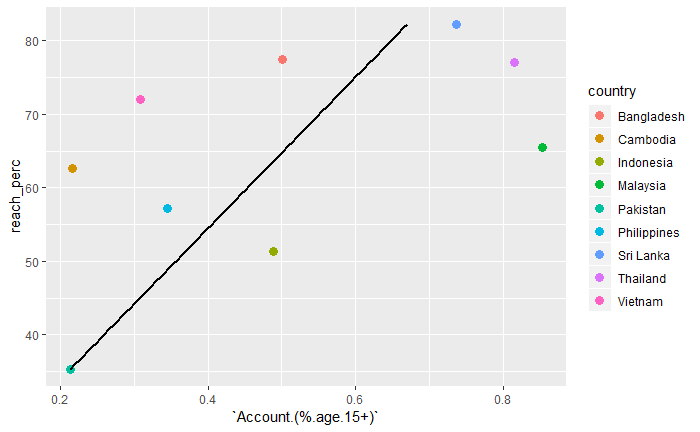 80
70
60
50
40
reach_perc
0.2
0.4
0.6
0.8
`Account.(%.age.15+)`
country
Bangladesh
Cambodia
Indonesia
Malaysia
Pakistan
Philippines
Sri Lanka
Thailand
Vietnam